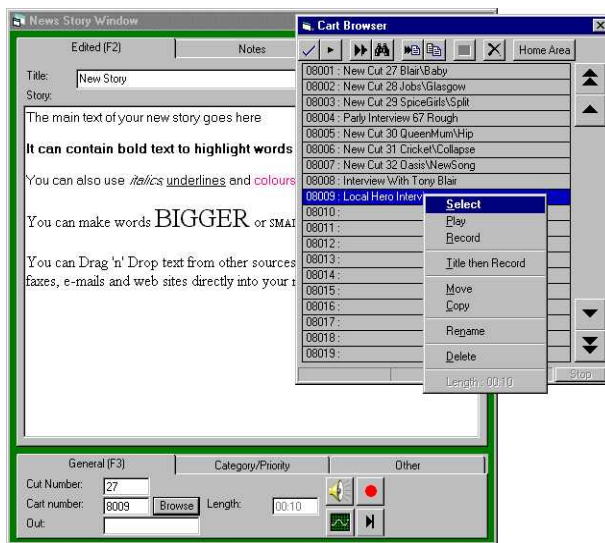 News Story Window
Edited (F2)
Notes
Title:
New Story
Story:
The main text of your new story goes here
It can contain bold text to highlight words
You can also use italics underlines and colours
You can make words BIGGER or
You can Drag 'n' Drop text from other sources
faxes, e-mails and web sites directly into your
Cart Browser
Home Area
08001 : New Cut 27 Blair\Baby
08002 : New Cut 28 Jobs\Glasgow
08003 : New Cut 29 SpiceGirls\Split
08004 : Parly Interview 67 Rough
08005 : New Cut 30 QueenMum\Hip
08006 : New Cut 31 Cricket\Collapse
08007 : New Cut 32 Oasis\NewSong
08008 : Interview With Tony Blair
08009 : Local Hero
08010 :
08011 :
08012 :
08013 :
08014 :
08015 :
08016 :
08017 :
08018 :
08019 :
Select
Play
Record
Title then Record
Move
Copy
Rename
Delete
Length : 00:10
Stop
General (F3)
Category/Priority
Other
Cut Number:
27
Cart number:
8009
Browse
Length:
00:10
Out: